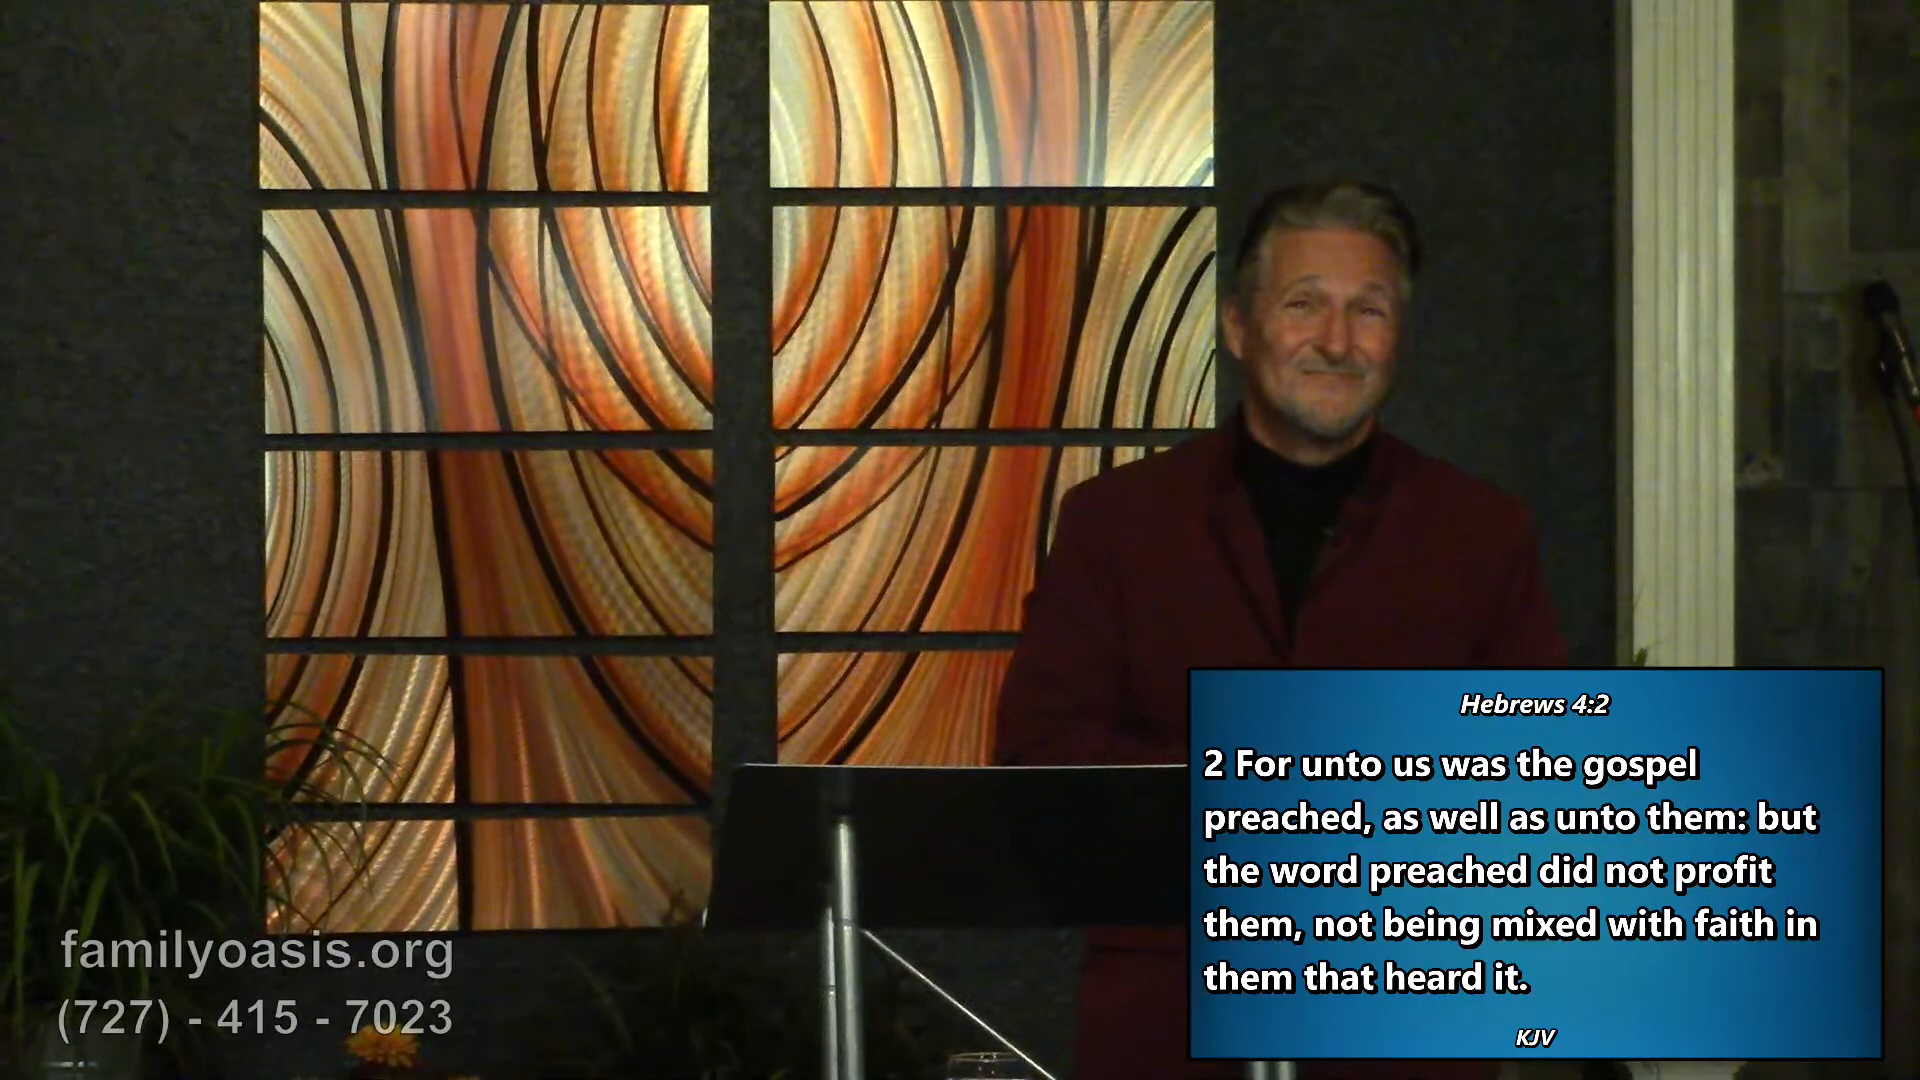 Hebrews 4:2
2 For unto us was the gospel
preached, as well as unto them: but
the word preached did not profit
them, not being mixed with faith in
them that heard it.
KJV
familyoasis.org
(727) - 415 - 7023